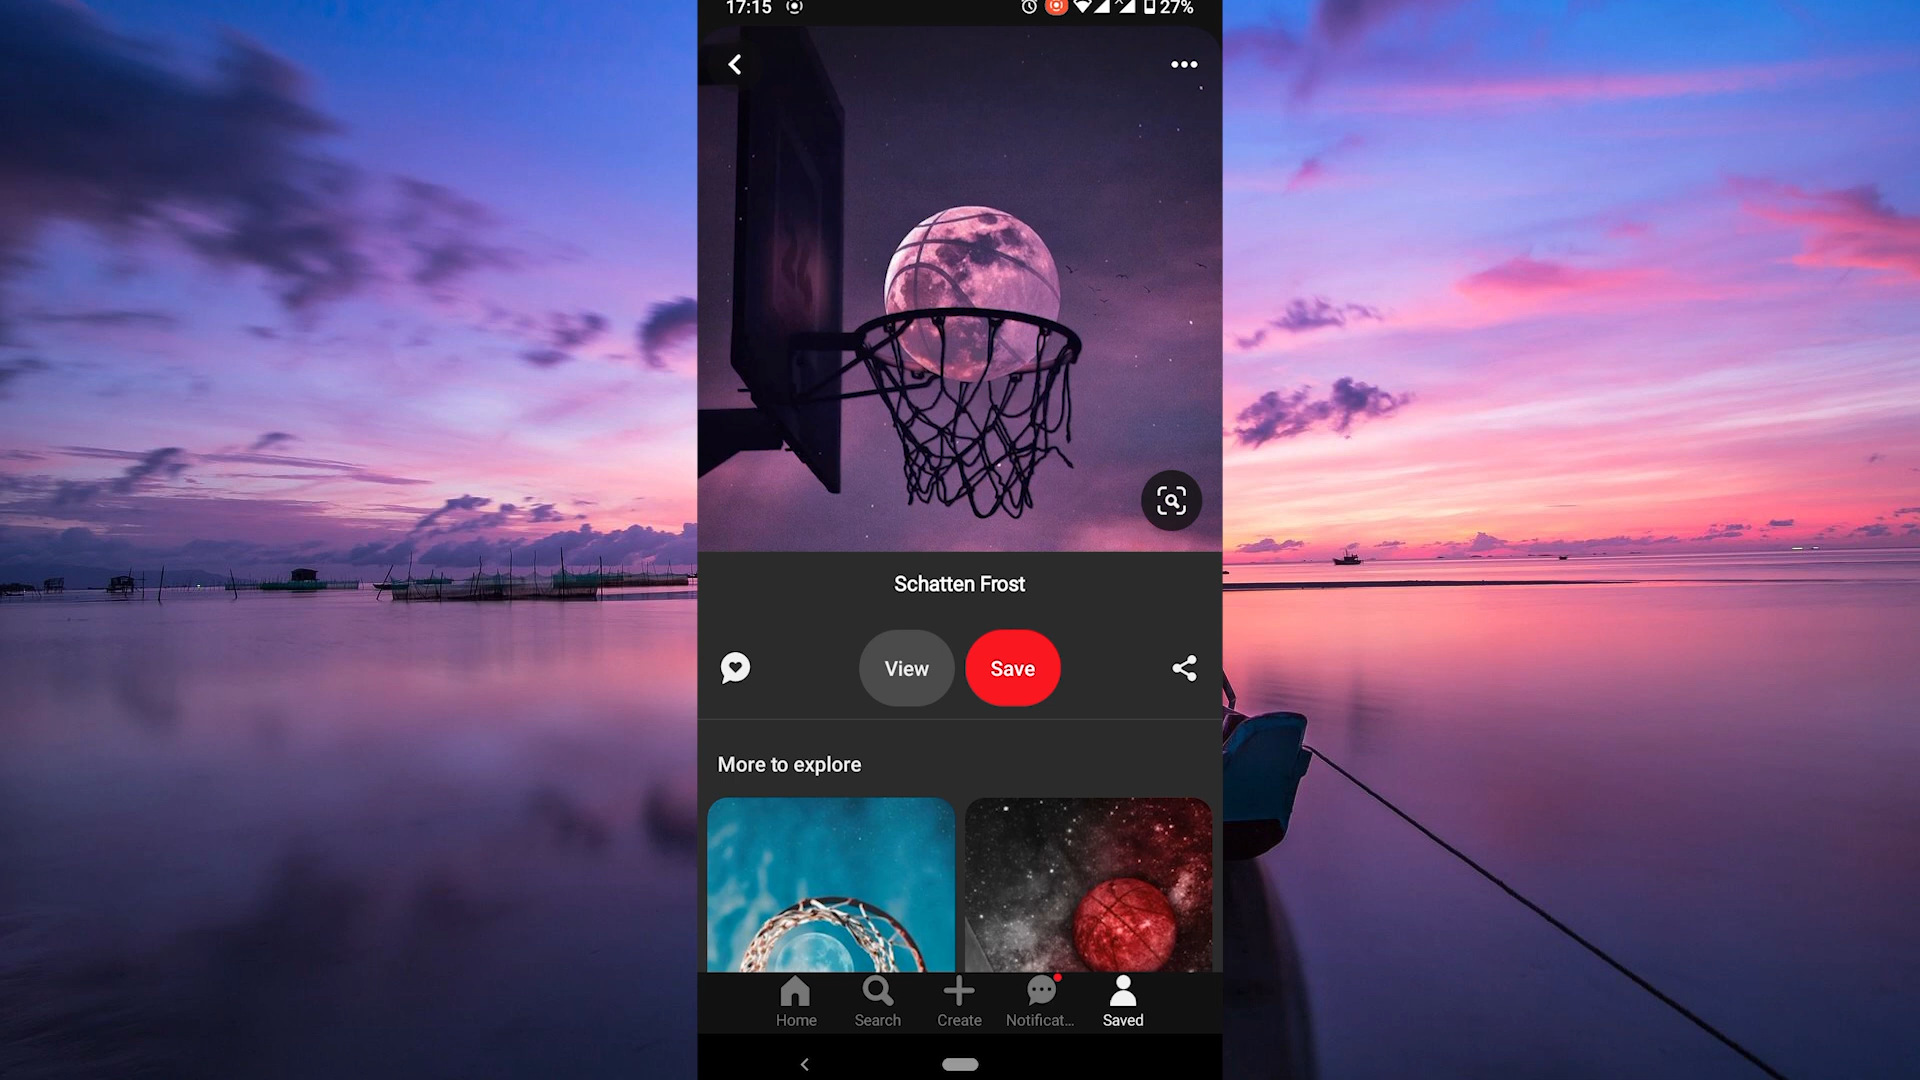 17:15 27%
Schatten Frost
View Save
More to explore
Home Search Create Notificat... Saved